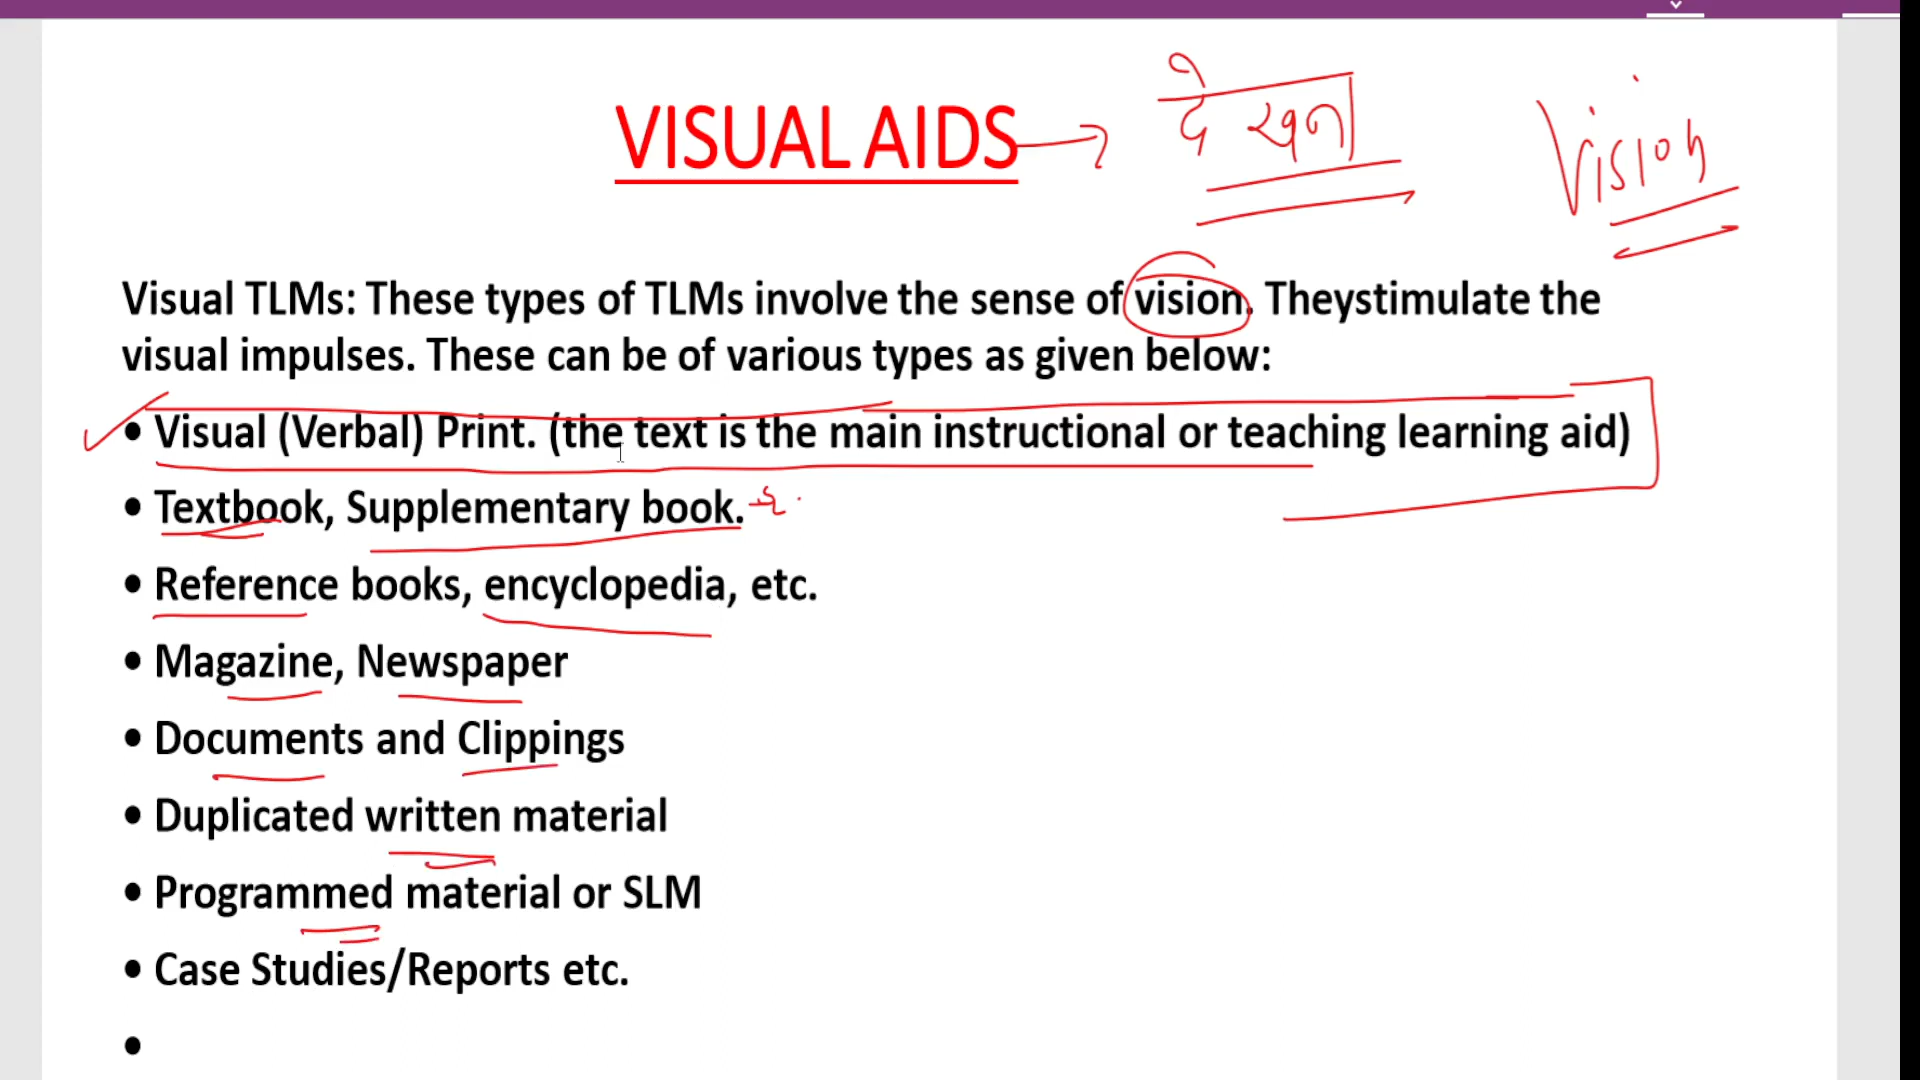 VISUAL AIDS देखना Vision
Visual TLMs: These types of TLMs involve the sense of vision. Theystimulate the
visual impulses. These can be of various types as given below:
• Visual (Verbal) Print. (the text is the main instructional or teaching learning aid)
• Textbook, Supplementary book.
• Reference books, encyclopedia, etc.
• Magazine, Newspaper
• Documents and Clippings
• Duplicated written material
• Programmed material or SLM
• Case Studies/Reports etc.
•